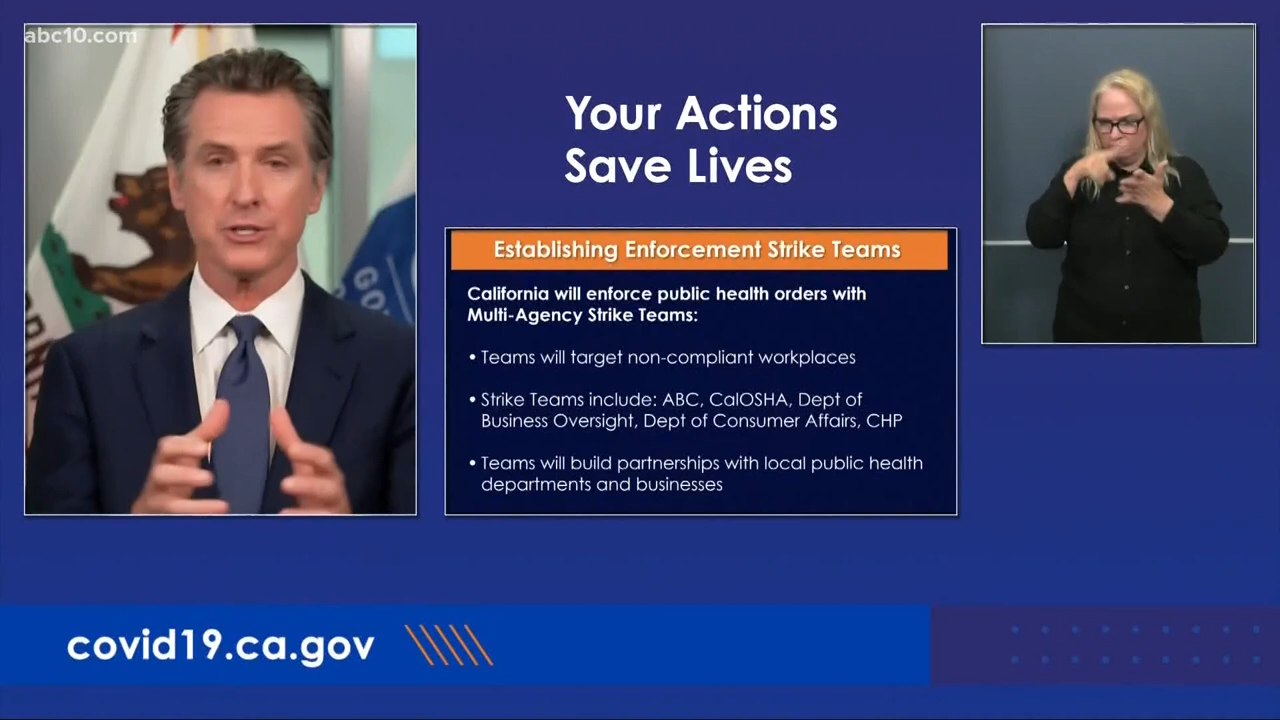 abc10.com
Your Actions
Save Lives
Establishing Enforcement Strike Teams
California will enforce public health orders with
Multi-Agency Strike Teams:
• Teams will target non-compliant workplaces
• Strike Teams include: ABC, CalOSHA, Dept of
Business Oversight, Dept of Consumer Affairs, CHP
• Teams will build partnerships with local public health
departments and businesses
covid19.ca.gov